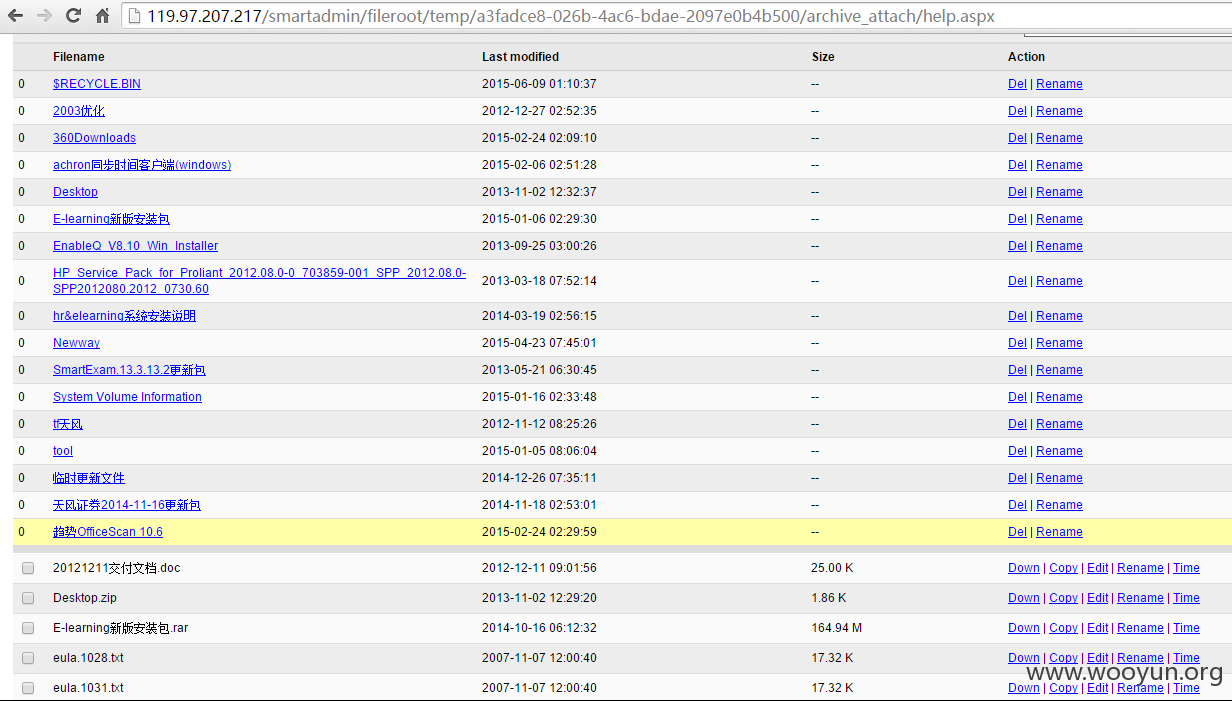 119.97.207.217/smartadmin/fileroot/temp/a3fadce8-026b-4ac6-bdae-2097e0b4b500/archive_attach/help.aspx
Filename Last modified Size Action
0 $RECYCLE.BIN 2015-06-09 01:10:37 -- Del | Rename
0 2003优化 2012-12-27 02:52:35 -- Del | Rename
0 360Downloads 2015-02-24 02:09:10 -- Del | Rename
0 achron同步时间客户端(windows) 2015-02-06 02:51:28 -- Del | Rename
0 Desktop 2013-11-02 12:32:37 -- Del | Rename
0 E-learning新版安装包 2015-01-06 02:29:30 -- Del | Rename
0 EnableQ_V8.10_Win_Installer 2013-09-25 03:00:26 -- Del | Rename
HP_Service_Pack_for_Proliant_2012.08.0-0_703859-001_SPP_2012.08.0-
0 SPP2012080.2012_0730.60 2013-03-18 07:52:14 -- Del | Rename
0 hr&elearning系统安装说明 2014-03-19 02:56:15 -- Del | Rename
0 Newway 2015-04-23 07:45:01 -- Del | Rename
0 SmartExam.13.3.13.2更新包 2013-05-21 06:30:45 -- Del | Rename
0 System Volume Information 2015-01-16 02:33:48 -- Del | Rename
0 tf天风 2012-11-12 08:25:26 -- Del | Rename
0 tool 2015-01-05 08:06:04 -- Del | Rename
0 临时更新文件 2014-12-26 07:35:11 -- Del | Rename
0 天风证券2014-11-16更新包 2014-11-18 02:53:01 -- Del | Rename
0 趋势OfficeScan 10.6 2015-02-24 02:29:59 -- Del | Rename
20121211交付文档.doc 2012-12-11 09:01:56 25.00 K Down | Copy | Edit | Rename | Time
Desktop.zip 2013-11-02 12:29:20 1.86 K Down | Copy | Edit | Rename | Time
E-learning新版安装包.rar 2014-10-16 06:12:32 164.94 M Down | Copy | Edit | Rename | Time
eula.1028.txt 2007-11-07 12:00:40 17.32 K Down | Copy | Edit | Rename | Time
www.wooyun.org
eula.1031.txt 2007-11-07 12:00:40 17.32 K Down | Copy | Edit | Rename | Time